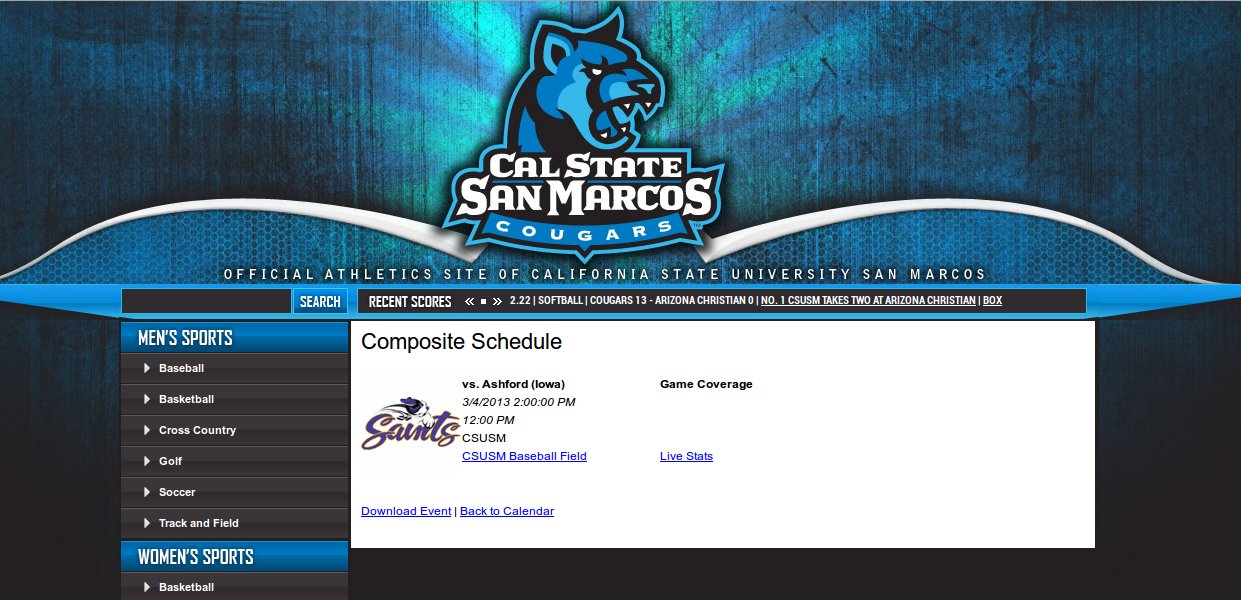 CAL STATE
SAN MARCOS
COUGARS
TM
OFFICIAL ATHLETICS SITE OF CALIFORNIA STATE UNIVERSITY SAN MARCOS
SEARCH
RECENT SCORES
2.22 | SOFTBALL | COUGARS 13 - ARIZONA CHRISTIAN 0 | NO. 1 CSUSM TAKES TWO AT ARIZONA CHRISTIAN | BOX
MEN'S SPORTS
Baseball
Basketball
Cross Country
Golf
Soccer
Track and Field
WOMEN'S SPORTS
Basketball
Composite Schedule
Saints
vs. Ashford (Iowa)
3/4/2013 2:00:00 PM
12:00 PM
CSUSM
CSUSM Baseball Field
Game Coverage
Live Stats
Download Event | Back to Calendar